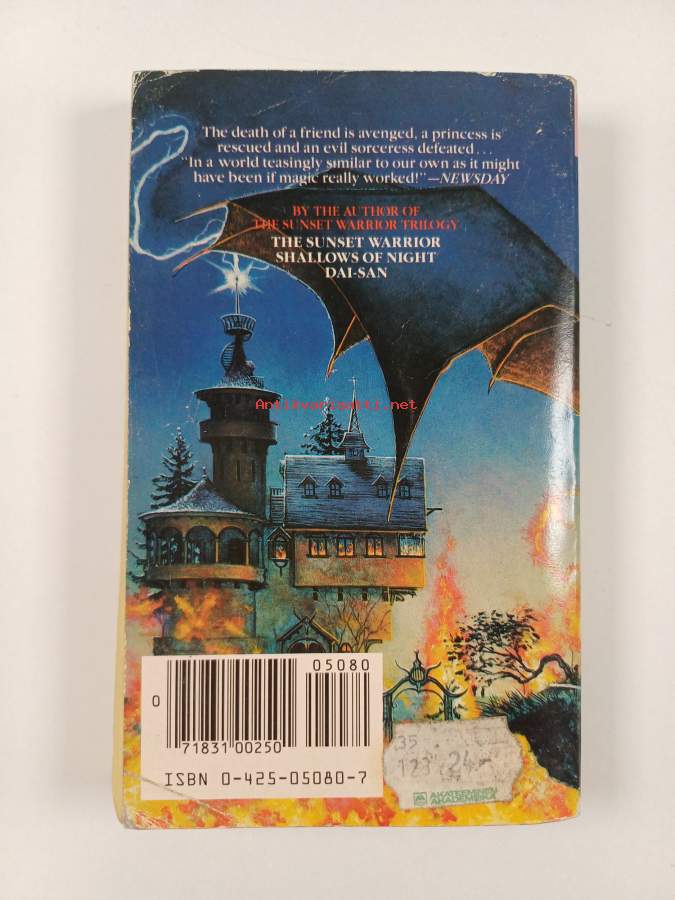 The death of a friend is avenged, a princess is
rescued and an evil sorceress defeated . . .
"In a world teasingly similar to our own as it might
have been if magic really worked!"—NEWSDAY
BY THE AUTHOR OF
THE SUNSET WARRIOR TRILOGY
THE SUNSET WARRIOR
SHALLOWS OF NIGHT
DAI-SAN
Antikvariaatti.net
05080
0
71831 00250
ISBN 0-425-05080-7
35
123 24-
AKATEEMINEN
AKADEMISKA